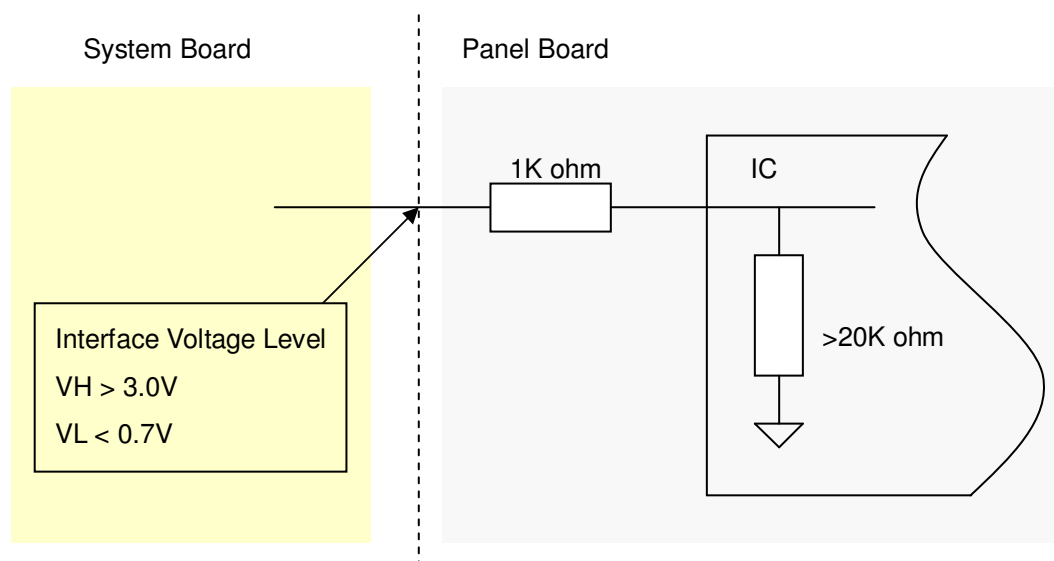 System Board
Panel Board
1K ohm
IC
Interface Voltage Level
VH > 3.0V
VL < 0.7V
>20K ohm